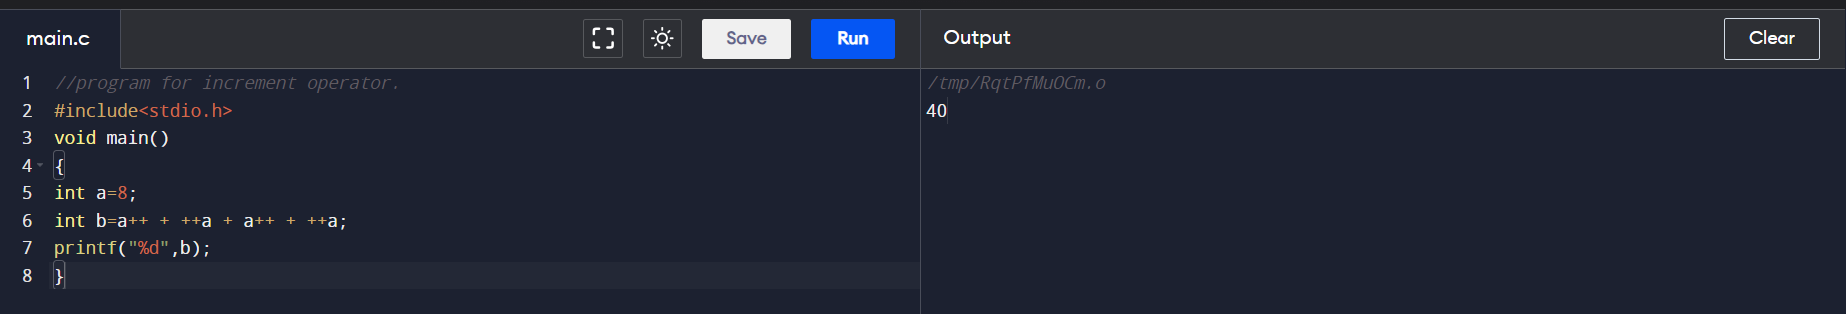 main.c
Save
Run
Output
Clear
1 //program for increment operator.
2 #include<stdio.h>
3 void main()
4 {
5 int a=8;
6 int b=a++ + ++a + a++ + ++a;
7 printf("%d",b);
8 }
/tmp/RqtPfMuOCm.o
40